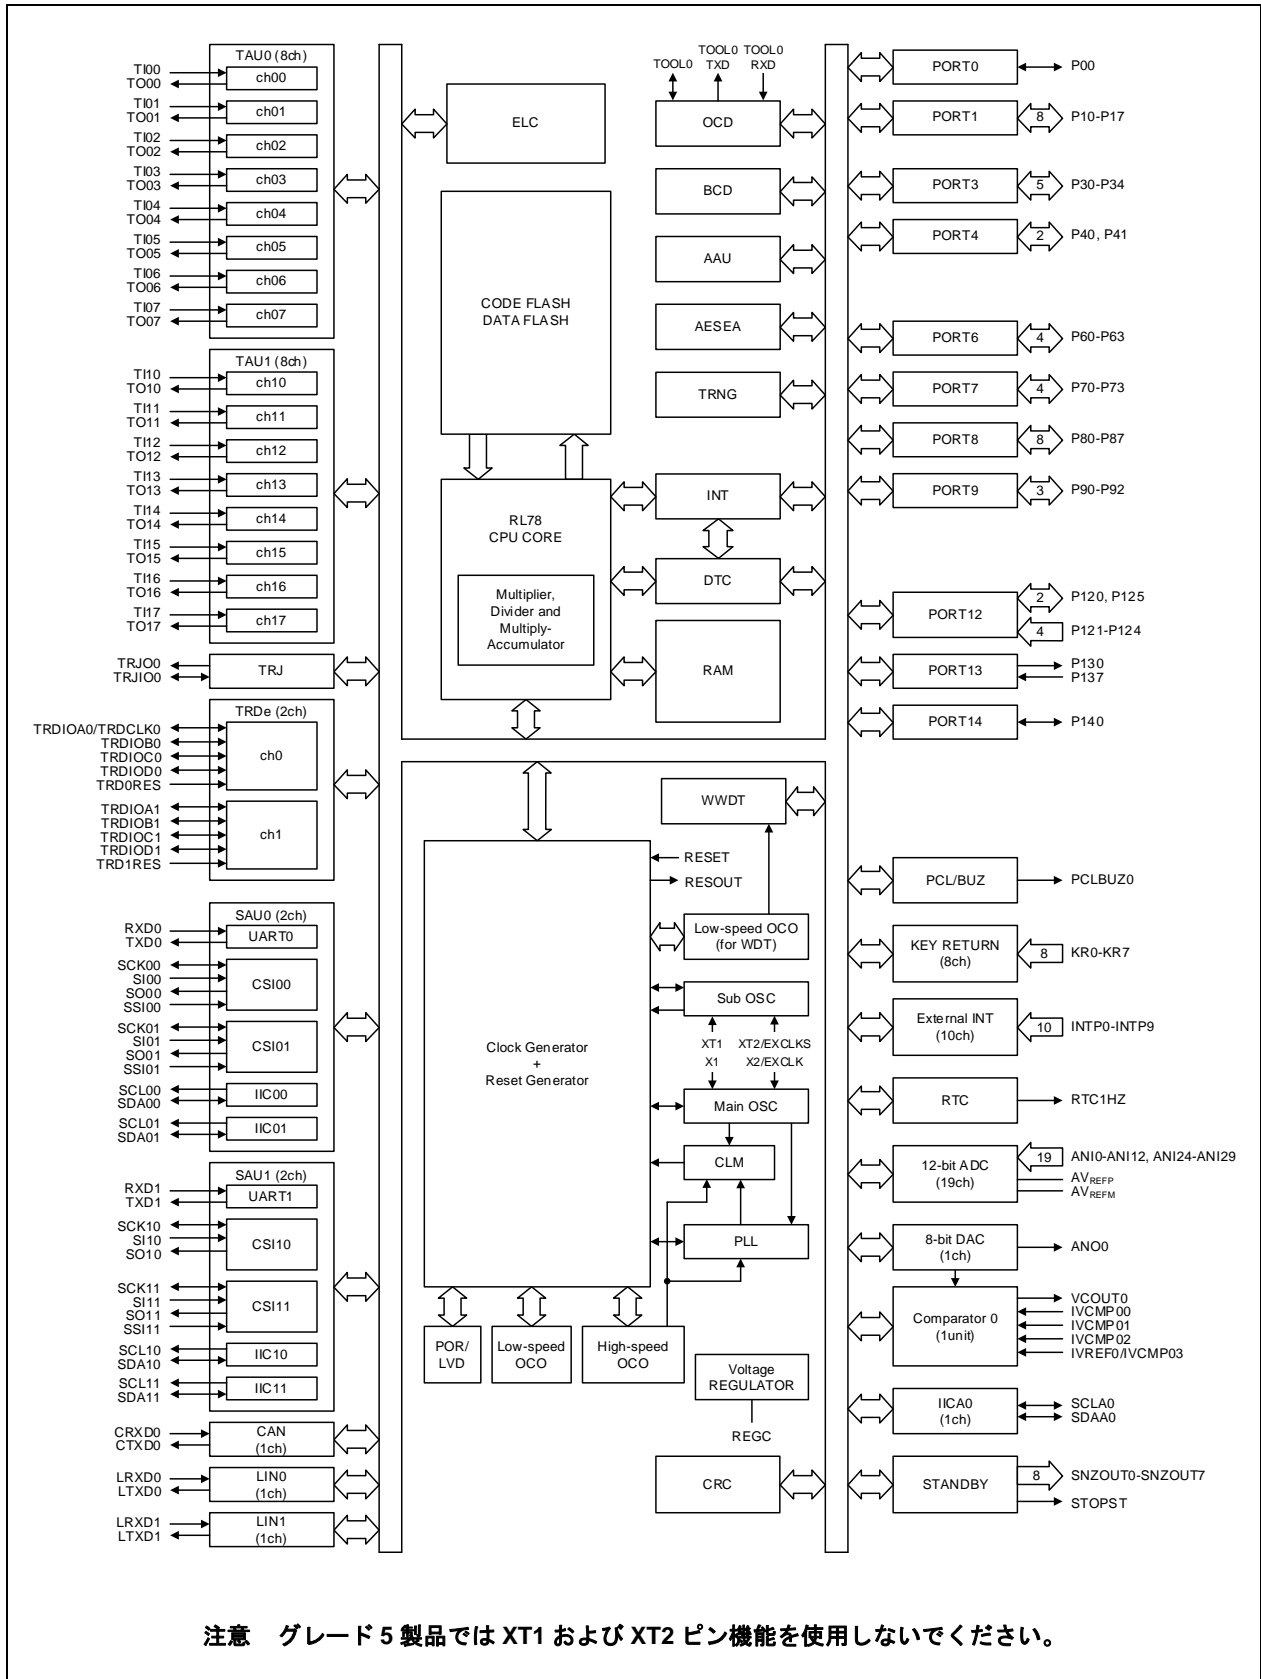 TAU0 (8ch)
TI00
TO00
ch00
TI01
TO01
ch01
TI02
TO02
ch02
TI03
TO03
ch03
TI04
TO04
ch04
TI05
TO05
ch05
TI06
TO06
ch06
TI07
TO07
ch07
TAU1 (8ch)
TI10
TO10
ch10
TI11
TO11
ch11
TI12
TO12
ch12
TI13
TO13
ch13
TI14
TO14
ch14
TI15
TO15
ch15
TI16
TO16
ch16
TI17
TO17
ch17
TRJO0
TRJIO0
TRJ
TRDe (2ch)
TRDIOA0/TRDCLK0
TRDIOB0
TRDIOC0
TRDIOD0
TRD0RES
ch0
TRDIOA1
TRDIOB1
TRDIOC1
TRDIOD1
TRD1RES
ch1
SAU0 (2ch)
RXD0
TXD0
UART0
SCK00
SI00
SO00
SSI00
CSI00
SCK01
SI01
SO01
SSI01
CSI01
SCL00
SDA00
IIC00
SCL01
SDA01
IIC01
SAU1 (2ch)
RXD1
TXD1
UART1
SCK10
SI10
SO10
CSI10
SCK11
SI11
SO11
SSI11
CSI11
SCL10
SDA10
IIC10
SCL11
SDA11
IIC11
CRXD0
CTXD0
CAN
(1ch)
LRXD0
LTXD0
LIN0
(1ch)
LRXD1
LTXD1
LIN1
(1ch)
ELC
CODE FLASH
DATA FLASH
RL78
CPU CORE
Multiplier,
Divider and
Multiply-
Accumulator
TOOL0
TOOL0
TXD
TOOL0
RXD
OCD
BCD
AAU
AESEA
TRNG
INT
DTC
RAM
Clock Generator
+
Reset Generator
WWDT
RESET
RESOUT
Low-speed OCO
(for WDT)
Sub OSC
XT1
XT2/EXCLKS
X1
X2/EXCLK
Main OSC
CLM
PLL
POR/
LVD
Low-speed
OCO
High-speed
OCO
Voltage
REGULATOR
REGC
CRC
PORT0
P00
PORT1
8
P10-P17
PORT3
5
P30-P34
PORT4
2
P40, P41
PORT6
4
P60-P63
PORT7
4
P70-P73
PORT8
8
P80-P87
PORT9
3
P90-P92
PORT12
2
P120, P125
4
P121-P124
PORT13
P130
P137
PORT14
P140
PCL/BUZ
PCLBUZ0
KEY RETURN
(8ch)
8
KR0-KR7
External INT
(10ch)
10
INTP0-INTP9
RTC
RTC1HZ
12-bit ADC
(19ch)
19
ANI0-ANI12, ANI24-ANI29
AVREFP
AVREFM
8-bit DAC
(1ch)
ANO0
Comparator 0
(1unit)
VCOUT0
IVCMP00
IVCMP01
IVCMP02
IVREF0/IVCMP03
IICA0
(1ch)
SCLA0
SDAA0
STANDBY
8
SNZOUT0-SNZOUT7
STOPST
注意 グレード 5 製品では XT1 および XT2 ピン機能を使用しないでください。